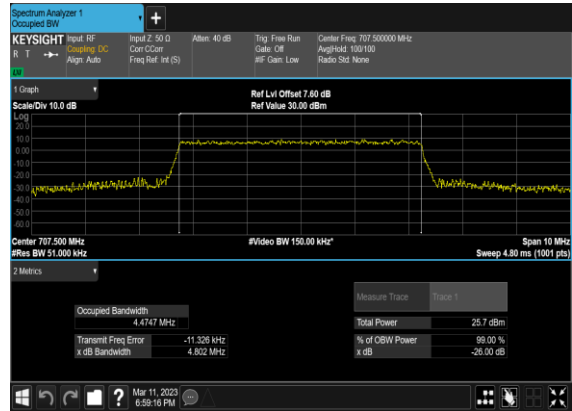 Spectrum Analyzer 1
Occupied BW
+
KEYSIGHT Input: RF Input Z: 50 Ω Atten: 40 dB Trig: Free Run Center Freq: 707.500000 MHz
R T Coupling: DC Corr CCorr Gate: Off Avg|Hold: 100/100
Align: Auto Freq Ref: Int (S) #IF Gain: Low Radio Std: None
1 Graph
Ref Lvl Offset 7.60 dB
Scale/Div 10.0 dB Ref Value 30.00 dBm
Log
20.0
10.0
0.00
-10.0
-20.0
-30.0
-40.0
-50.0
-60.0
Center 707.500 MHz #Video BW 150.00 kHz* Span 10 MHz
#Res BW 51.000 kHz Sweep 4.80 ms (1001 pts)
2 Metrics
Measure Trace Trace 1
Occupied Bandwidth
4.4747 MHz Total Power 25.7 dBm
Transmit Freq Error -11.326 kHz % of OBW Power 99.00 %
x dB Bandwidth 4.802 MHz x dB -26.00 dB
? Mar 11, 2023
6:59:16 PM